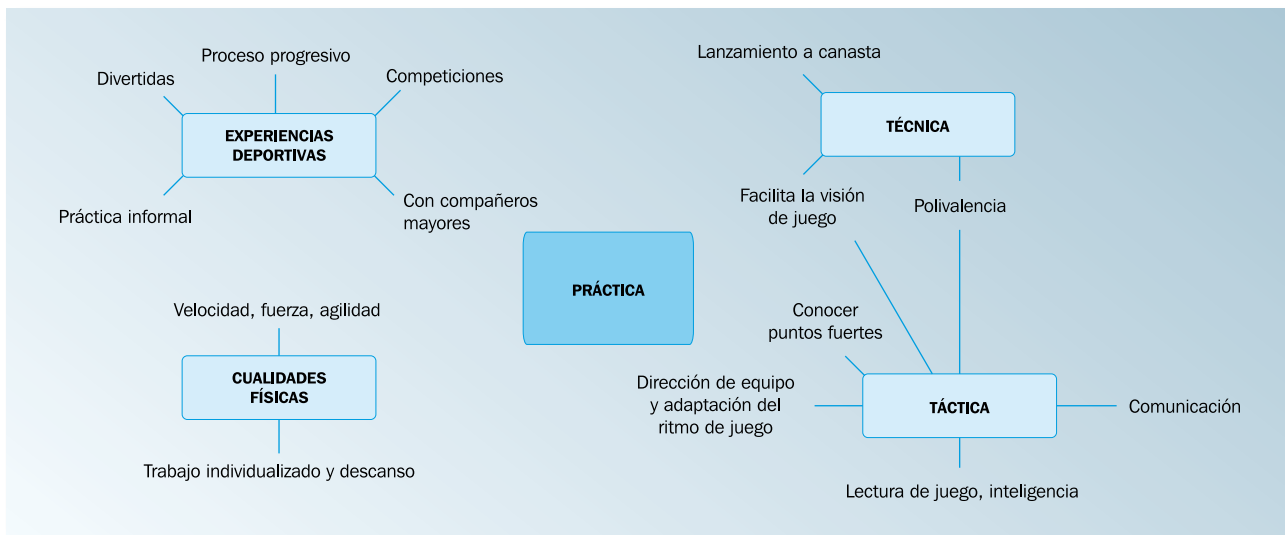 Proceso progresivo
Divertidas
Competiciones
EXPERIENCIAS
DEPORTIVAS
Práctica informal
Con compañeros
mayores
Lanzamiento a canasta
TÉCNICA
Facilita la visión
de juego
Polivalencia
PRÁCTICA
Velocidad, fuerza, agilidad
CUALIDADES
FÍSICAS
Trabajo individualizado y descanso
Conocer
puntos fuertes
Dirección de equipo
y adaptación del
ritmo de juego
TÁCTICA
Comunicación
Lectura de juego, inteligencia